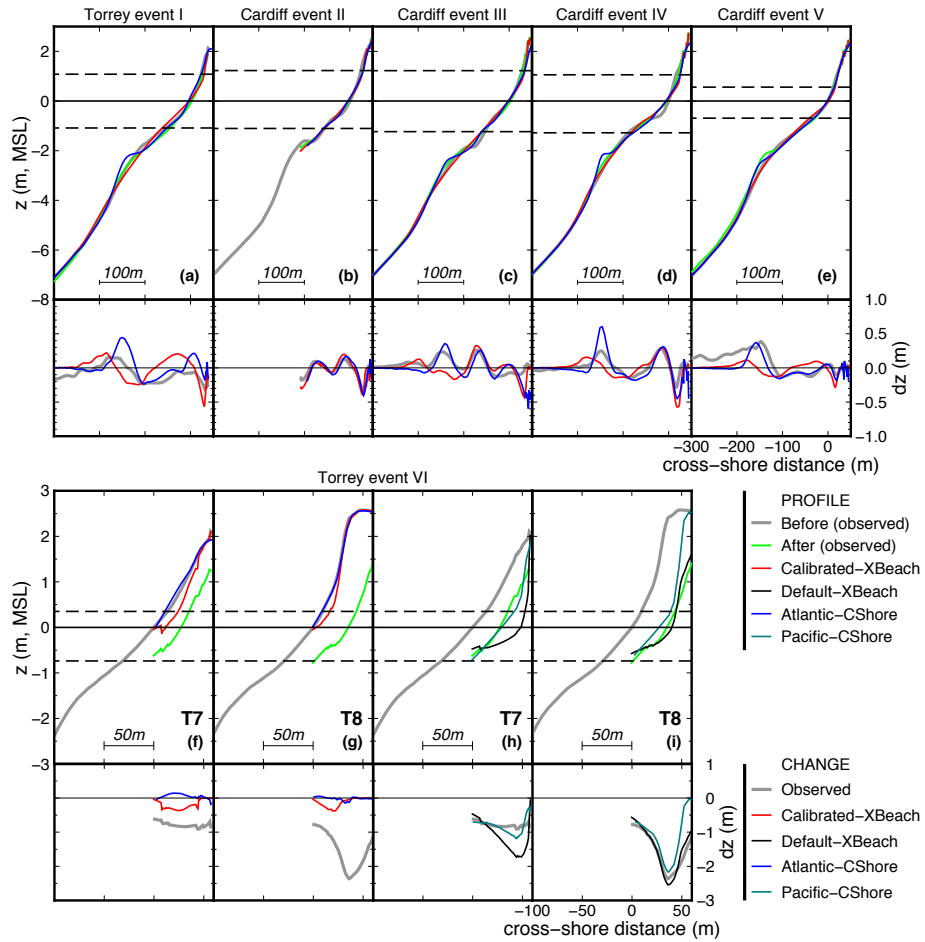 Torrey event I Cardiff event II Cardiff event III Cardiff event IV Cardiff event V
2
0
−2
−4
−6
−8
z (m, MSL)
100m (a) 100m (b) 100m (c) 100m (d) 100m (e)
1.0
0.5
0.0
−0.5
−1.0
dz (m)
−300 −200 −100 0
cross−shore distance (m)
Torrey event VI
3
2
1
0
−1
−2
−3
z (m, MSL)
T7 T8 T7 T8
50m (f) 50m (g) 50m (h) 50m (i)
PROFILE
Before (observed)
After (observed)
Calibrated−XBeach
Default−XBeach
Atlantic−CShore
Pacific−CShore
1
0
−1
−2
−3
dz (m)
−100 0 50
cross−shore distance (m)
CHANGE
Observed
Calibrated−XBeach
Default−XBeach
Atlantic−CShore
Pacific−CShore